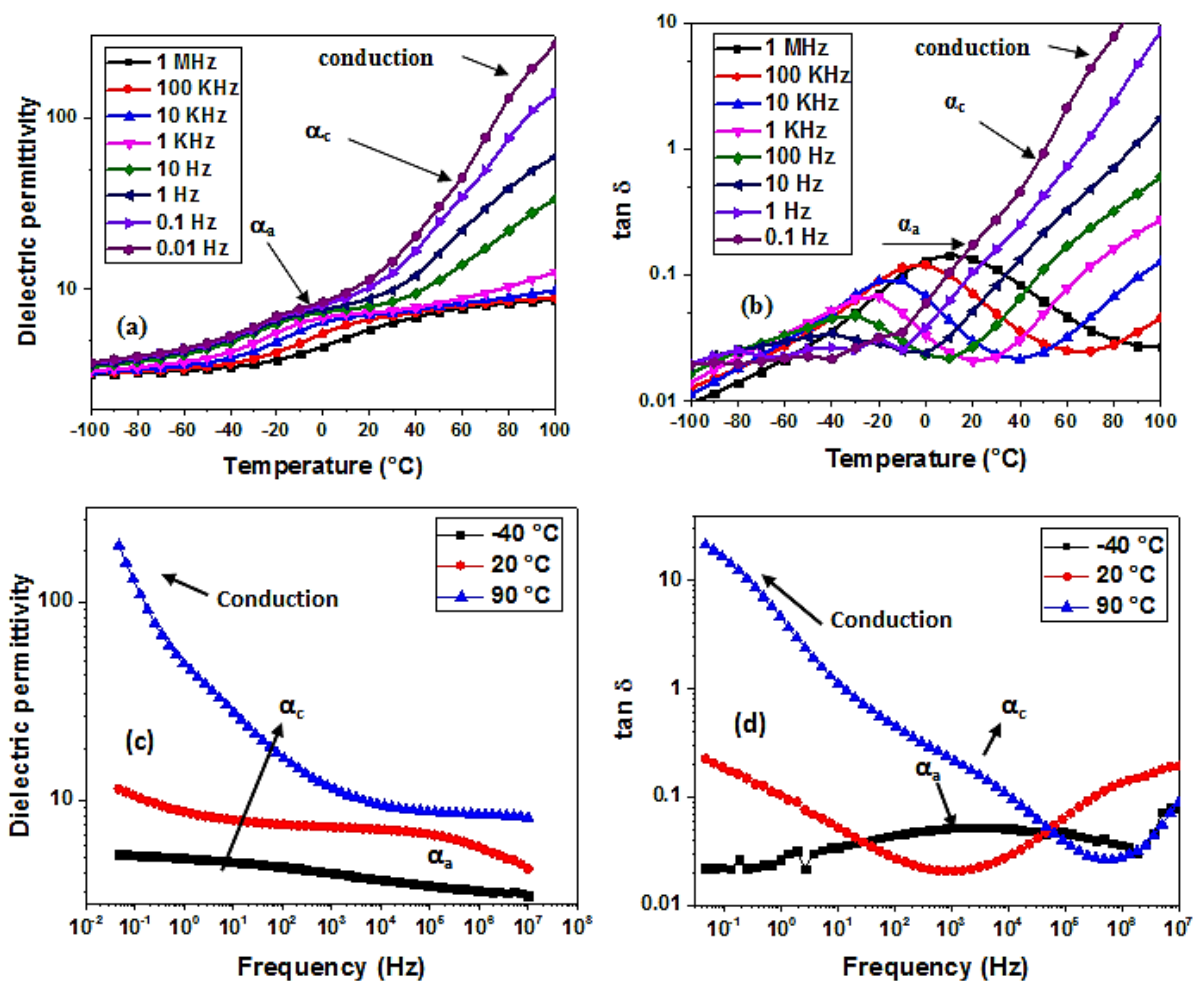 conduction
1 MHz
100 KHz
10 KHz
1 KHz
10 Hz
1 Hz
0.1 Hz
0.01 Hz
αc
αa
(a)
100
10
Dielectric permittivity
-100 -80 -60 -40 -20 0 20 40 60 80 100
Temperature (°C)
conduction
1 MHz
100 KHz
10 KHz
1 KHz
100 Hz
10 Hz
1 Hz
0.1 Hz
αc
αa
(b)
10
1
0.1
0.01
tan δ
-100 -80 -60 -40 -20 0 20 40 60 80 100
Temperature (°C)
-40 °C
20 °C
90 °C
Conduction
αc
(c)
αa
100
10
Dielectric permittivity
10-2 10-1 100 101 102 103 104 105 106 107 108
Frequency (Hz)
-40 °C
20 °C
90 °C
Conduction
αc
(d)
αa
10
1
0.1
0.01
tan δ
10-1 100 101 102 103 104 105 106 107
Frequency (Hz)